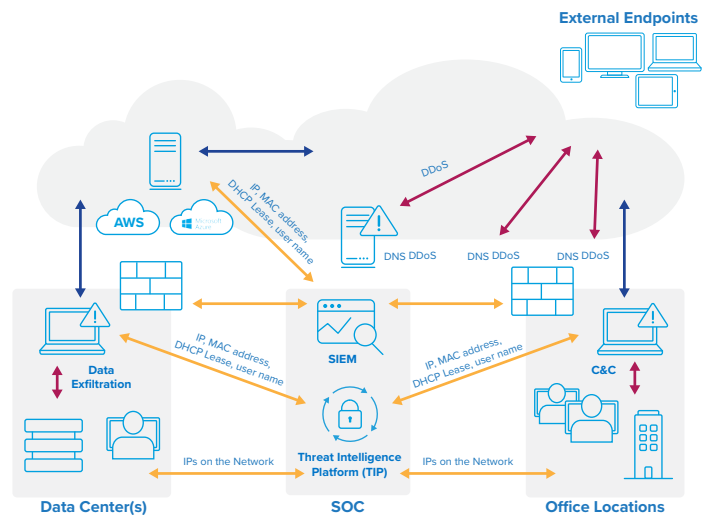 External Endpoints
DDoS
IP, MAC address,
DHCP Lease, user name
AWS
Microsoft
Azure
DNS DDoS
DNS DDoS
DNS DDoS
IP, MAC address,
DHCP Lease, user name
SIEM
IP, MAC address,
DHCP Lease, user name
Data
Exfiltration
C&C
Threat Intelligence
Platform (TIP)
IPs on the Network
IPs on the Network
Data Center(s)
SOC
Office Locations